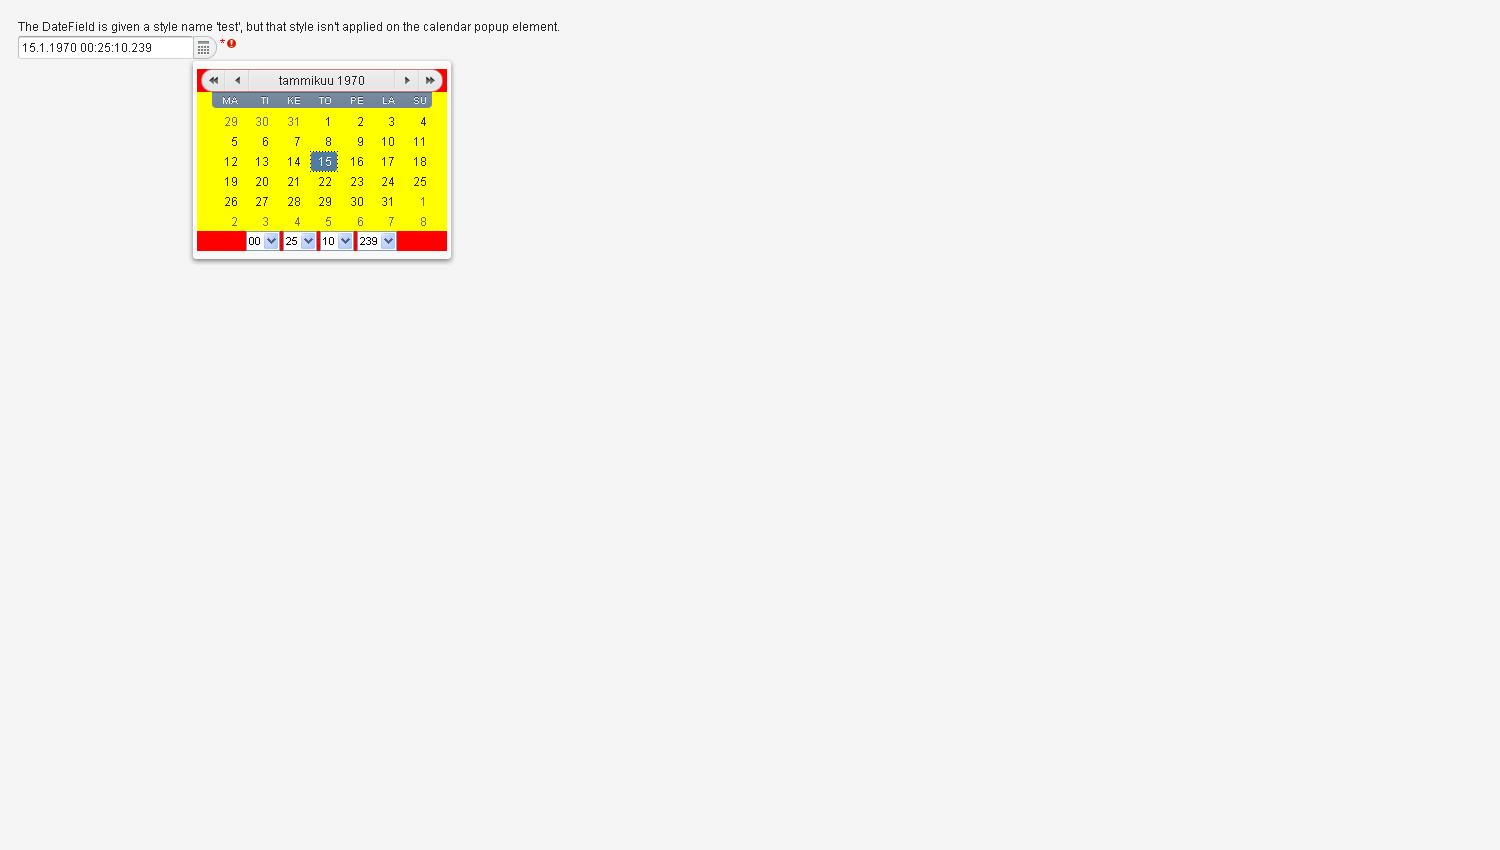 The DateField is given a style name 'test', but that style isn't applied on the calendar popup element.
15.1.1970 00:25:10.239 *
tammikuu 1970
MA TI KE TO PE LA SU
29 30 31 1 2 3 4
5 6 7 8 9 10 11
12 13 14 15 16 17 18
19 20 21 22 23 24 25
26 27 28 29 30 31 1
2 3 4 5 6 7 8
00 25 10 239